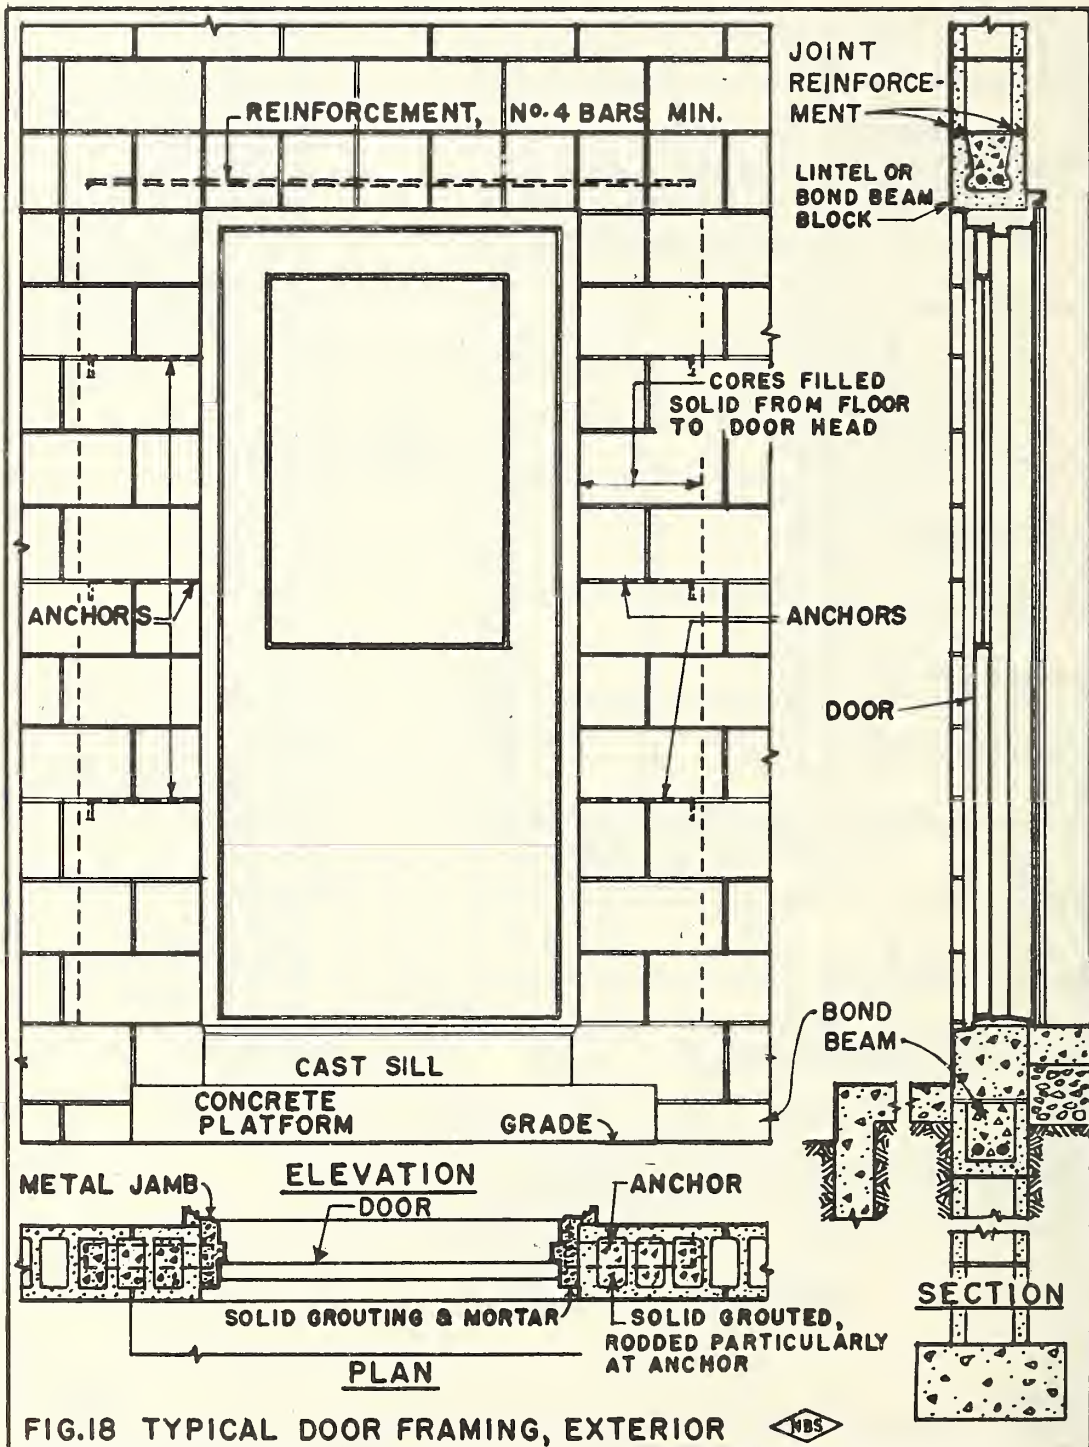 JOINT
REINFORCE-
MENT
REINFORCEMENT, No. 4 BARS MIN.
LINTEL OR
BOND BEAM
BLOCK
CORES FILLED
SOLID FROM FLOOR
TO DOOR HEAD
ANCHORS
ANCHORS
DOOR
BOND
BEAM
CAST SILL
CONCRETE
PLATFORM
GRADE
ELEVATION
METAL JAMB
DOOR
ANCHOR
SOLID GROUTING & MORTAR
SOLID GROUTED,
RODDED PARTICULARLY
AT ANCHOR
SECTION
PLAN
FIG.18 TYPICAL DOOR FRAMING, EXTERIOR
NBS